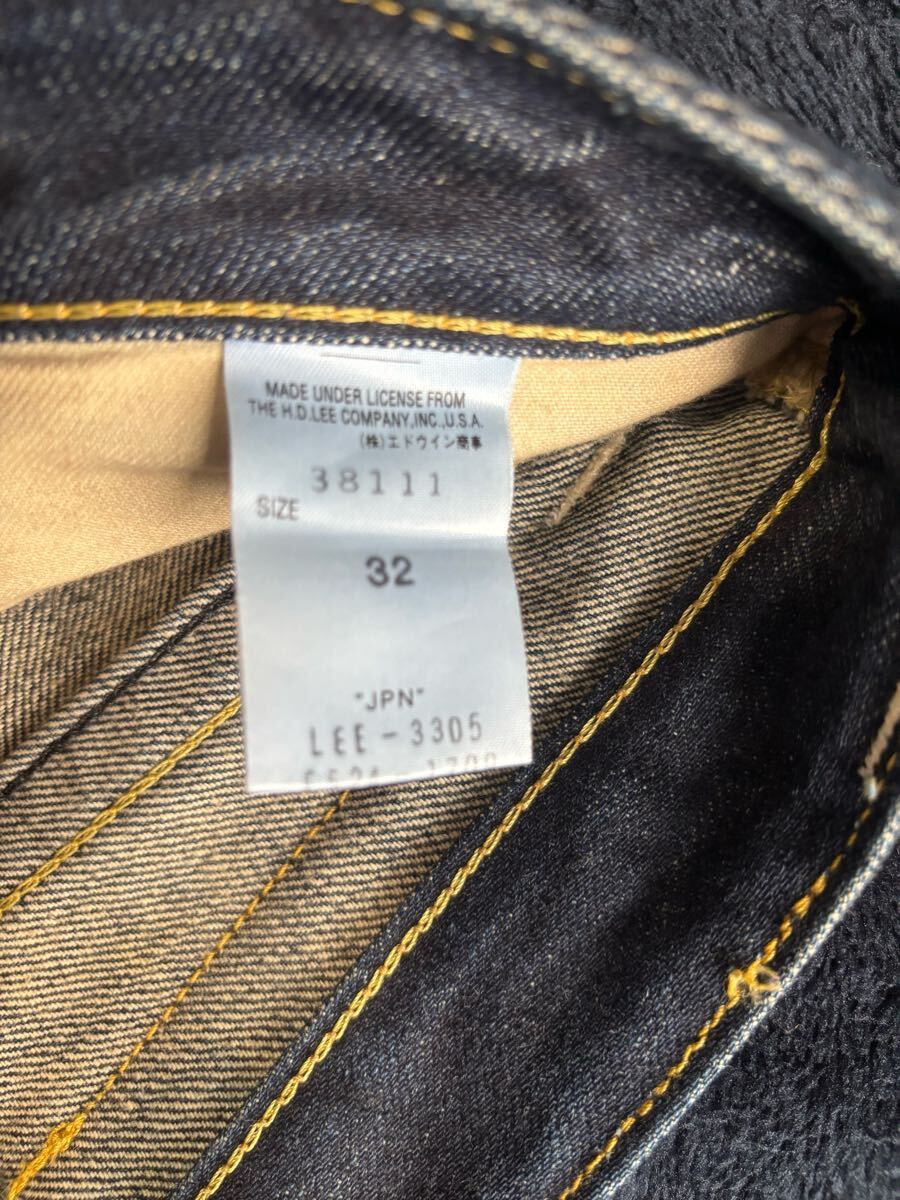 MADE UNDER LICENSE FROM
THE H.D.LEE COMPANY,INC.,U.S.A.
(株)エドウイン商事
38111
SIZE
32
"JPN"
LEE-3305